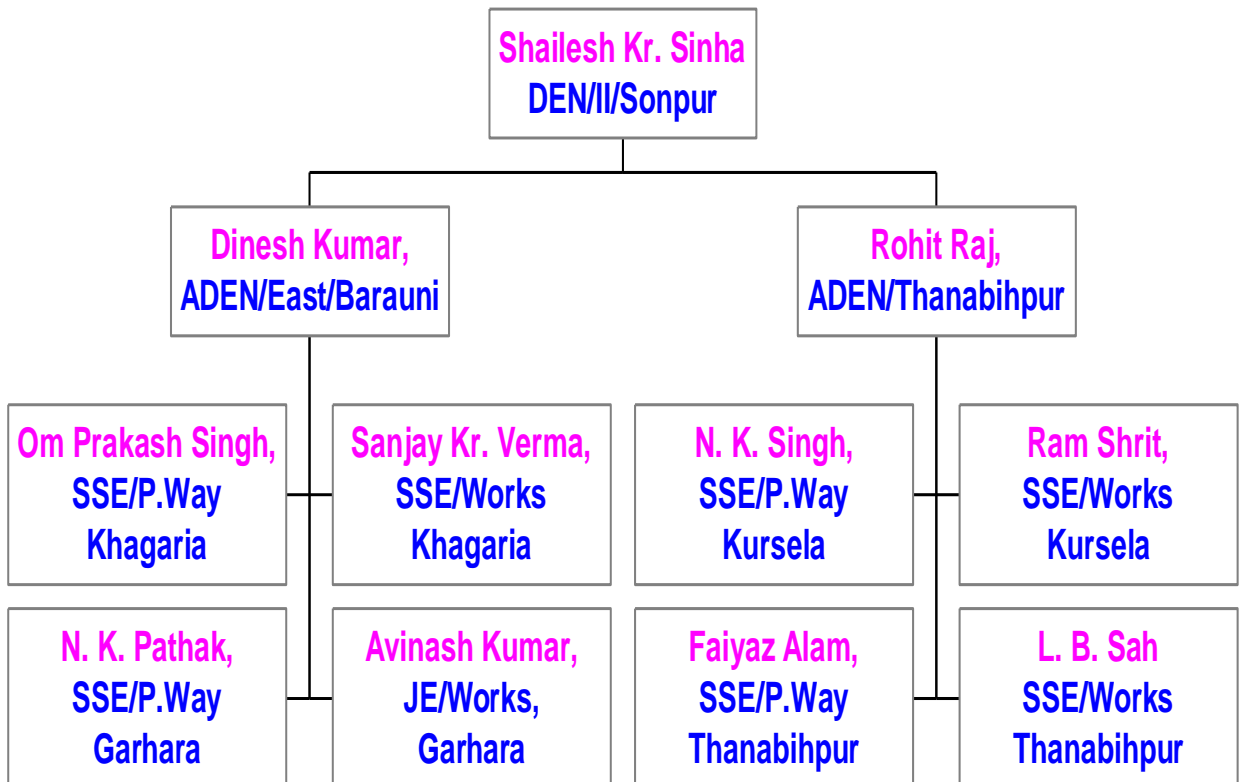 Shailesh Kr. Sinha
DEN/II/Sonpur
Dinesh Kumar,
ADEN/East/Barauni
Rohit Raj,
ADEN/Thanabihpur
Om Prakash Singh,
SSE/P.Way
Khagaria
Sanjay Kr. Verma,
SSE/Works
Khagaria
N. K. Singh,
SSE/P.Way
Kursela
Ram Shrit,
SSE/Works
Kursela
N. K. Pathak,
SSE/P.Way
Garhara
Avinash Kumar,
JE/Works,
Garhara
Faiyaz Alam,
SSE/P.Way
Thanabihpur
L. B. Sah
SSE/Works
Thanabihpur